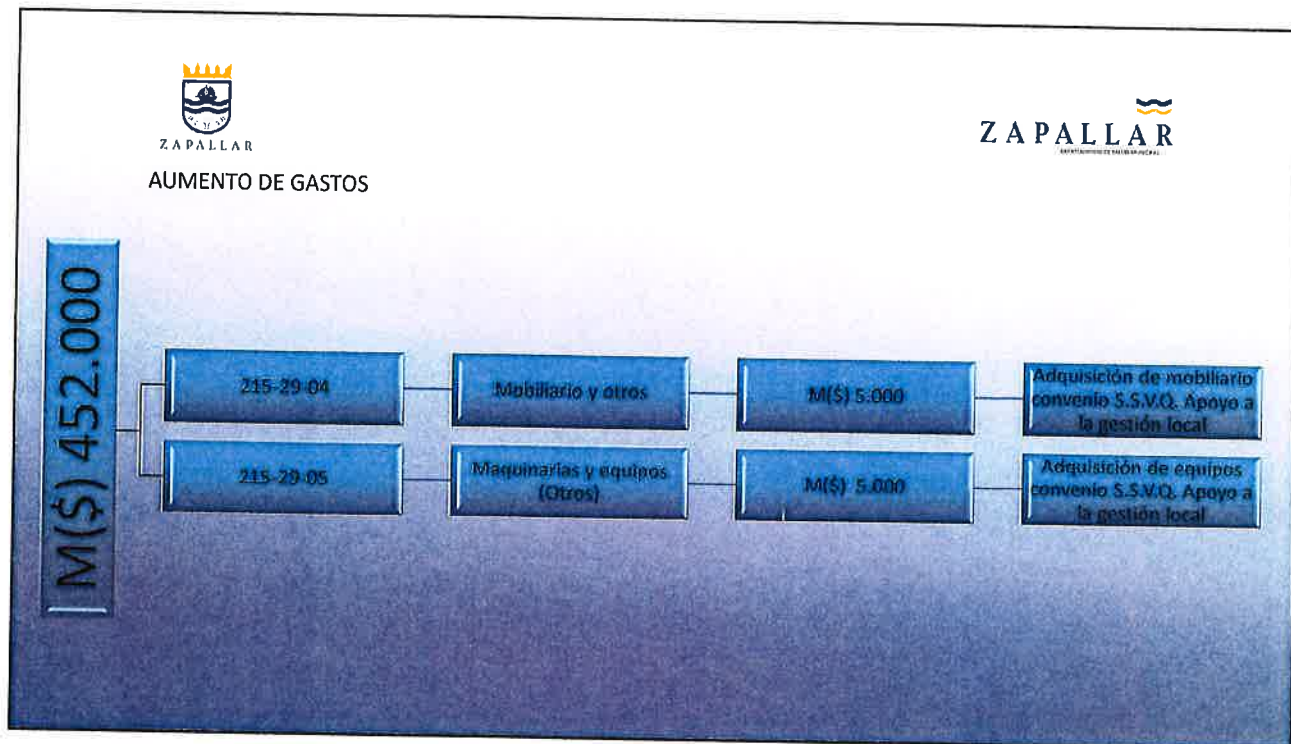 ZAPALLAR
ZAPALLAR
AUMENTO DE GASTOS
M($) 452.000
215-29-04
Mobiliario y otros
M($) 5.000
Adquisición de mobiliario
convenio S.S.V.Q. Apoyo a
la gestión local
215-29-05
Maquinarias y equipos
(Otros)
M($) 5.000
Adquisición de equipos
convenio S.S.V.Q. Apoyo a
la gestión local